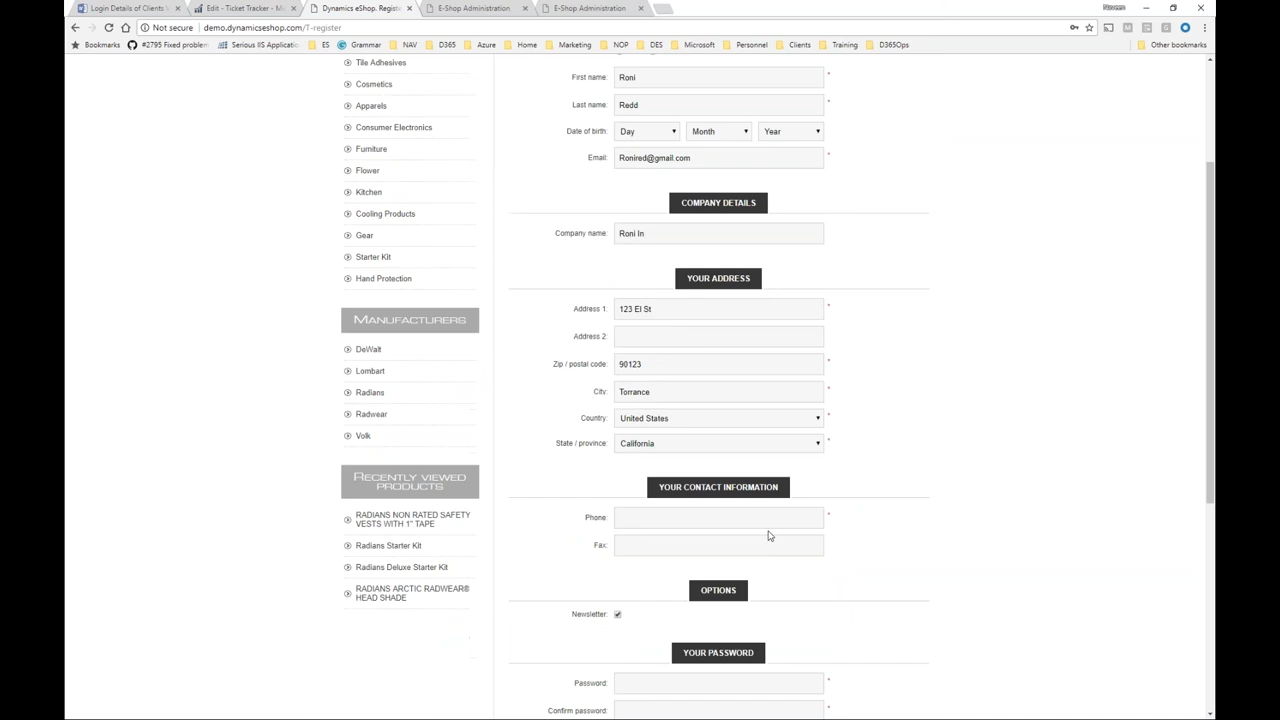 Login Details of Clients V
Edit - Ticket Tracker - Mi
Dynamics eShop. Registe
E-Shop Administration
E-Shop Administration
Naveen
Not secure
demo.dynamicseshop.com/T-register
Bookmarks
#2795 Fixed problem
Serious IIS Applicatio
ES
Grammar
NAV
D365
Azure
Home
Marketing
NOP
DES
Microsoft
Personnel
Clients
Training
D365Ops
Other bookmarks
Tile Adhesives
Cosmetics
Apparels
Consumer Electronics
Furniture
Flower
Kitchen
Cooling Products
Gear
Starter Kit
Hand Protection
MANUFACTURERS
DeWalt
Lombart
Radians
Radwear
Volk
RECENTLY VIEWED
PRODUCTS
RADIANS NON RATED SAFETY
VESTS WITH 1" TAPE
Radians Starter Kit
Radians Deluxe Starter Kit
RADIANS ARCTIC RADWEAR®
HEAD SHADE
First name: Roni *
Last name: Redd *
Date of birth: Day Month Year
Email: Ronired@gmail.com *
COMPANY DETAILS
Company name: Roni In
YOUR ADDRESS
Address 1: 123 El St *
Address 2:
Zip / postal code: 90123 *
City: Torrance *
Country: United States *
State / province: California *
YOUR CONTACT INFORMATION
Phone: *
Fax:
OPTIONS
Newsletter:
YOUR PASSWORD
Password: *
Confirm password: *